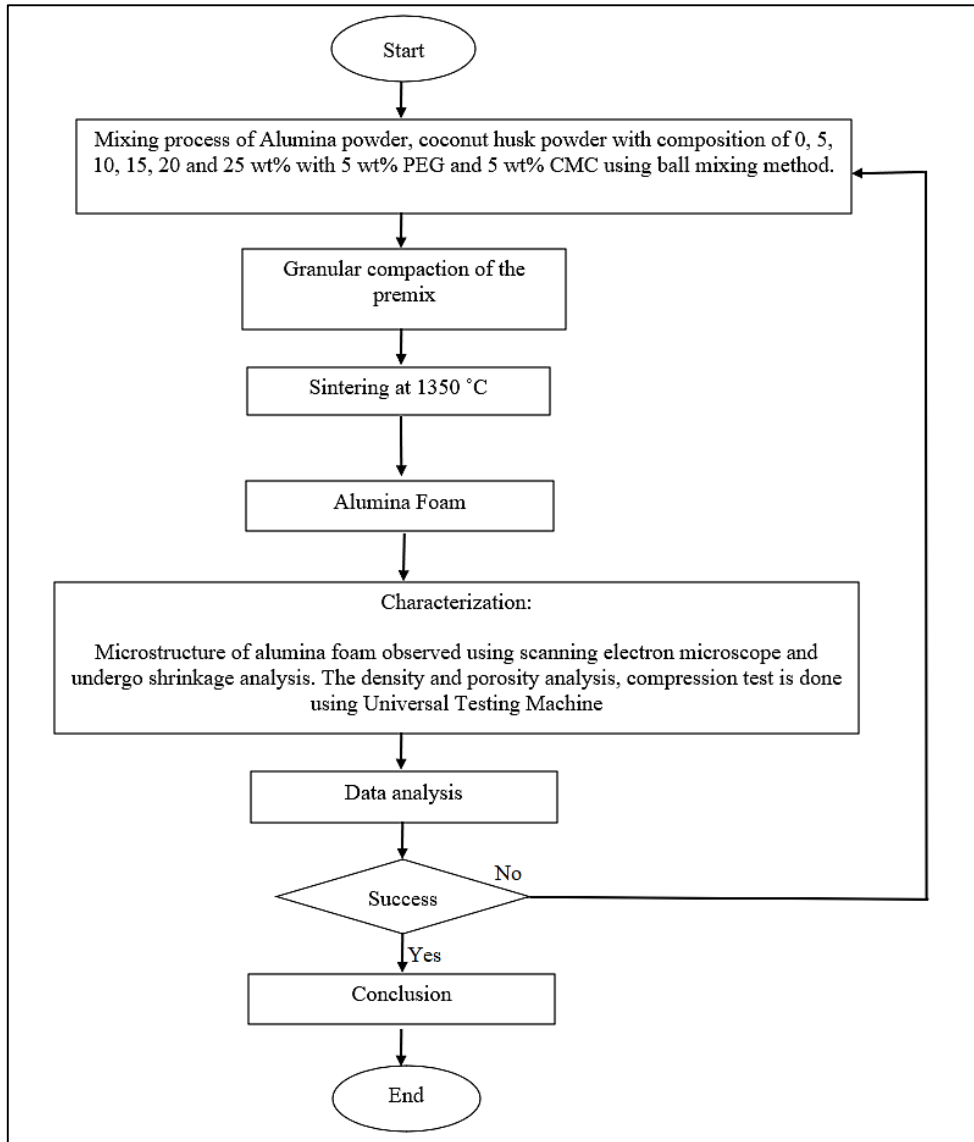 Start
Mixing process of Alumina powder, coconut husk powder with composition of 0, 5,
10, 15, 20 and 25 wt% with 5 wt% PEG and 5 wt% CMC using ball mixing method.
Granular compaction of the
premix
Sintering at 1350 ˚C
Alumina Foam
Characterization:
Microstructure of alumina foam observed using scanning electron microscope and
undergo shrinkage analysis. The density and porosity analysis, compression test is done
using Universal Testing Machine
Data analysis
No
Success
Yes
Conclusion
End